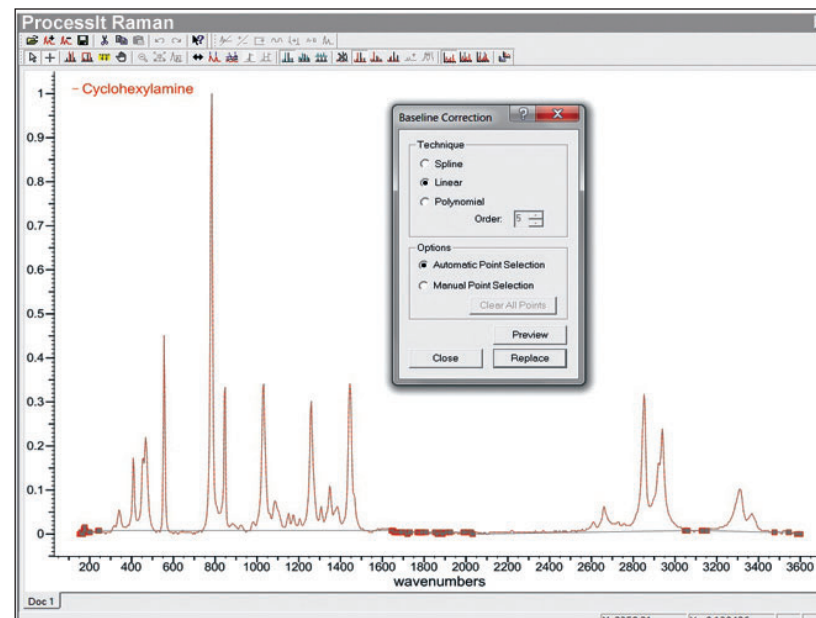 ProcessIt Raman
– Cyclohexylamine
1
0.9
0.8
0.7
0.6
0.5
0.4
0.3
0.2
0.1
0
200 400 600 800 1000 1200 1400 1600 1800 2000 2200 2400 2600 2800 3000 3200 3400 3600
wavenumbers
Baseline Correction
Technique
Spline
Linear
Polynomial
Order: 5
Options
Automatic Point Selection
Manual Point Selection
Clear All Points
Preview
Close Replace
Doc 1